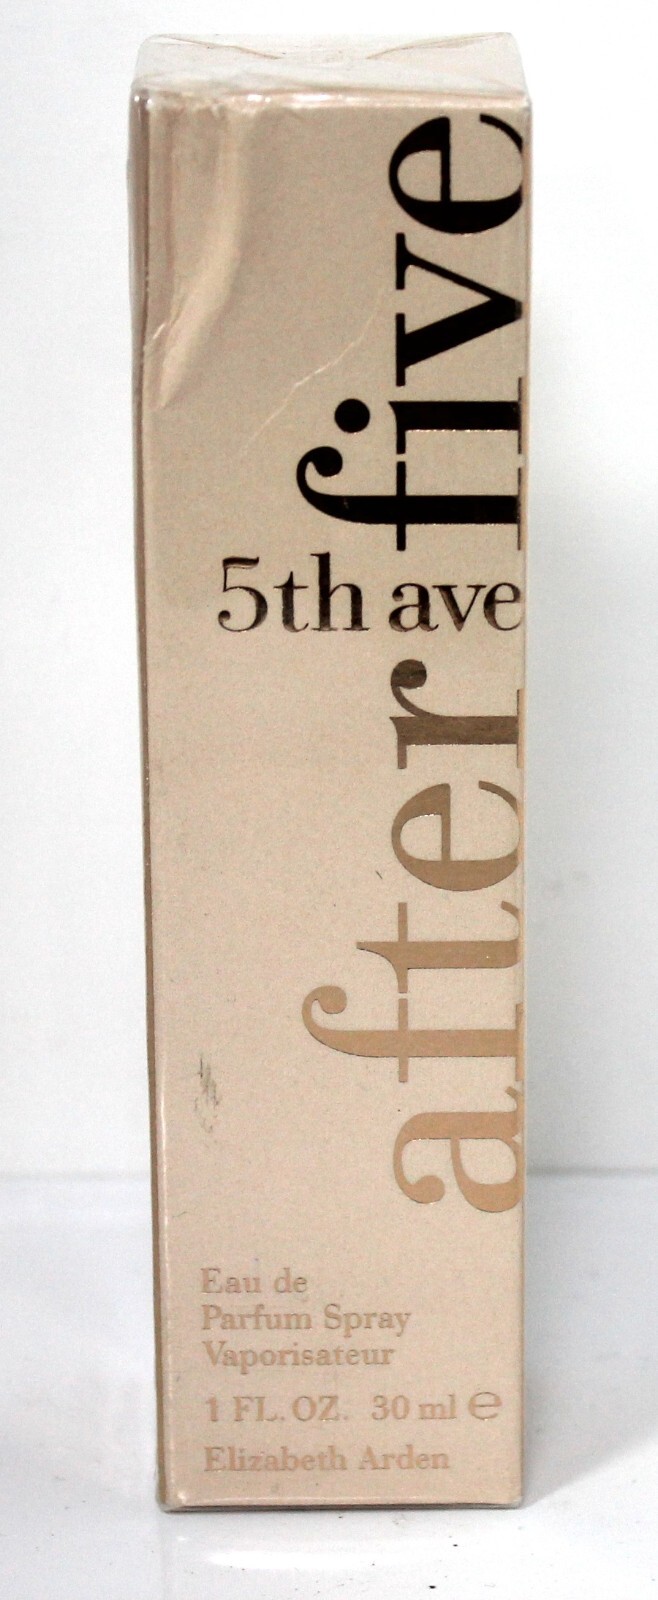 after five
5th ave
Eau de
Parfum Spray
Vaporisateur
1 FL. OZ. 30 ml ℮
Elizabeth Arden